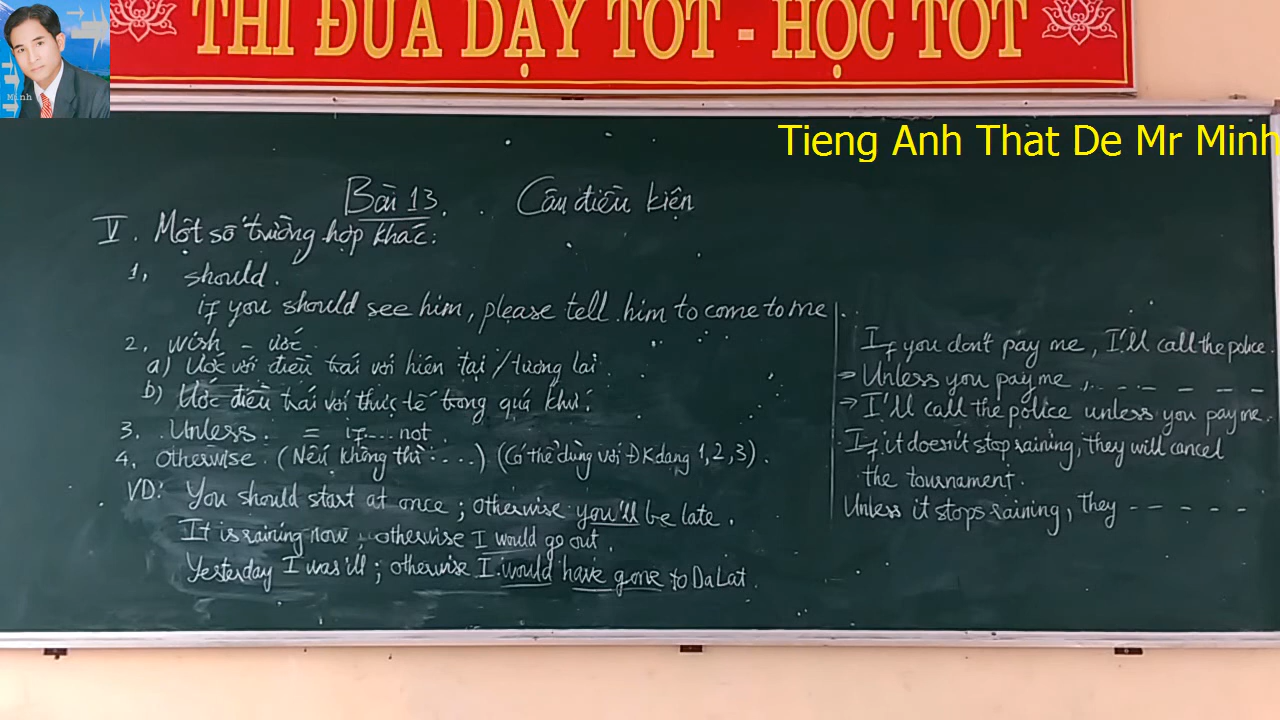 THI ĐUA DẠY TỐT - HỌC TỐT
Minh
Tieng Anh That De Mr Minh
Bài 13. Câu điều kiện
V. Một số trường hợp khác:
1, should.
if you should see him, please tell him to come to me.
2, wish - ước
a) Ước với điều trái với hiện tại / tương lai.
b) Ước điều trái với thực tế trong quá khứ.
3. Unless. = if... not.
4. otherwise. (Nếu không thì ....) (Có thể dùng với ĐK dạng 1, 2, 3).
VD: You should start at once; otherwise you'll be late.
It is raining now, otherwise I would go out.
Yesterday I was ill; otherwise I would have gone to Da Lat.
If you don't pay me, I'll call the police.
→ Unless you pay me, . - - - - -
→ I'll call the police unless you pay me.
If it doesn't stop raining, they will cancel
the tournament.
Unless it stops raining, they - - - - -